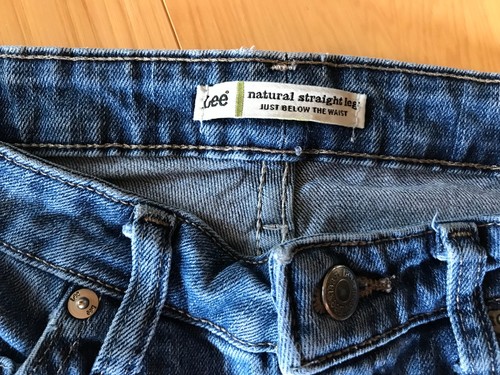 Lee®
natural straight leg
JUST BELOW THE WAIST